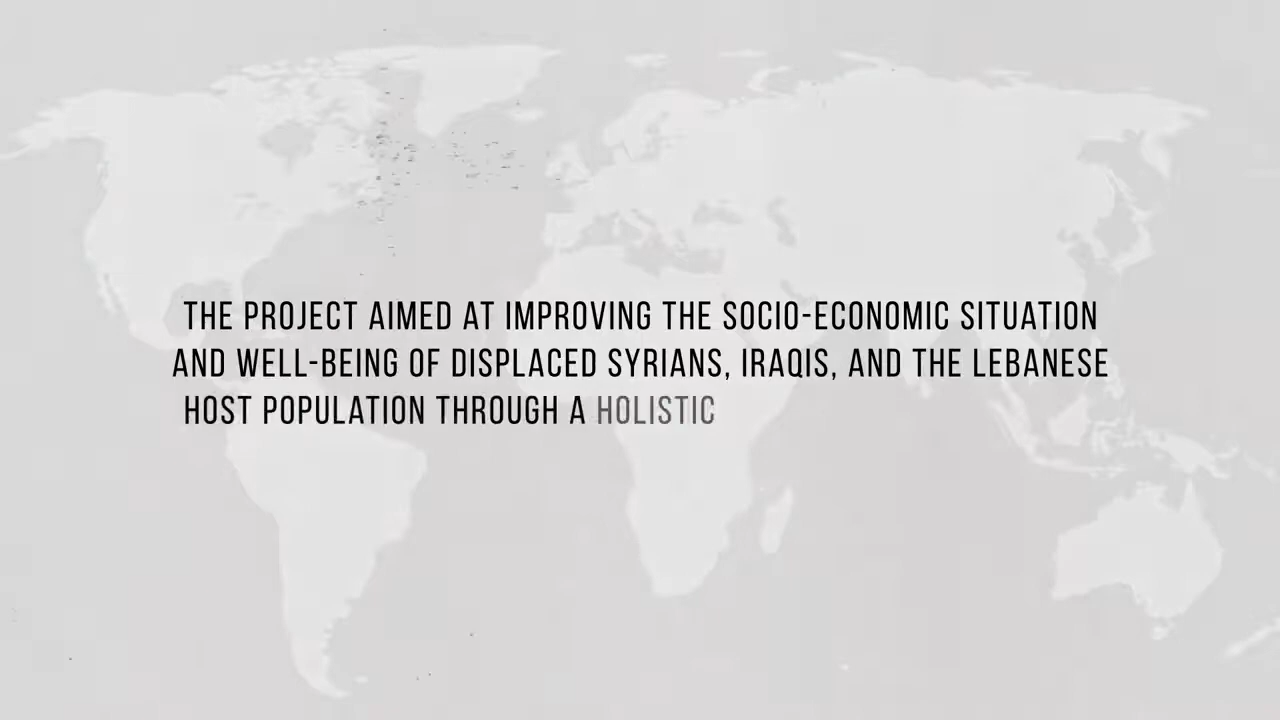 THE PROJECT AIMED AT IMPROVING THE SOCIO-ECONOMIC SITUATION
AND WELL-BEING OF DISPLACED SYRIANS, IRAQIS, AND THE LEBANESE
HOST POPULATION THROUGH A HOLISTIC